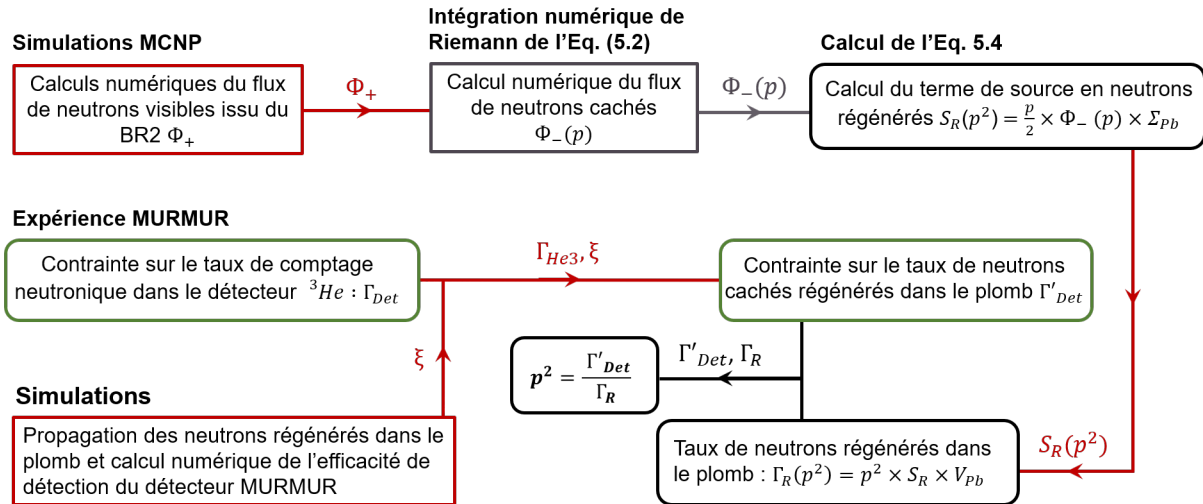 Simulations MCNP
Calculs numériques du flux
de neutrons visibles issu du
BR2 Φ₊
Φ₊
Intégration numérique de
Riemann de l’Eq. (5.2)
Calcul numérique du flux
de neutrons cachés
Φ₋(p)
Φ₋(p)
Calcul de l’Eq. 5.4
Calcul du terme de source en neutrons
régénérés S_R(p²) = p/2 × Φ₋ (p) × Σ_Pb
Expérience MURMUR
Contrainte sur le taux de comptage
neutronique dans le détecteur ³He : Γ_Det
Γ_He3, ξ
Contrainte sur le taux de neutrons
cachés régénérés dans le plomb Γ′_Det
ξ
Γ′_Det, Γ_R
p² = Γ′_Det/Γ_R
Simulations
Propagation des neutrons régénérés dans le
plomb et calcul numérique de l’efficacité de
détection du détecteur MURMUR
Taux de neutrons régénérés dans
le plomb : Γ_R(p²) = p² × S_R × V_Pb
S_R(p²)